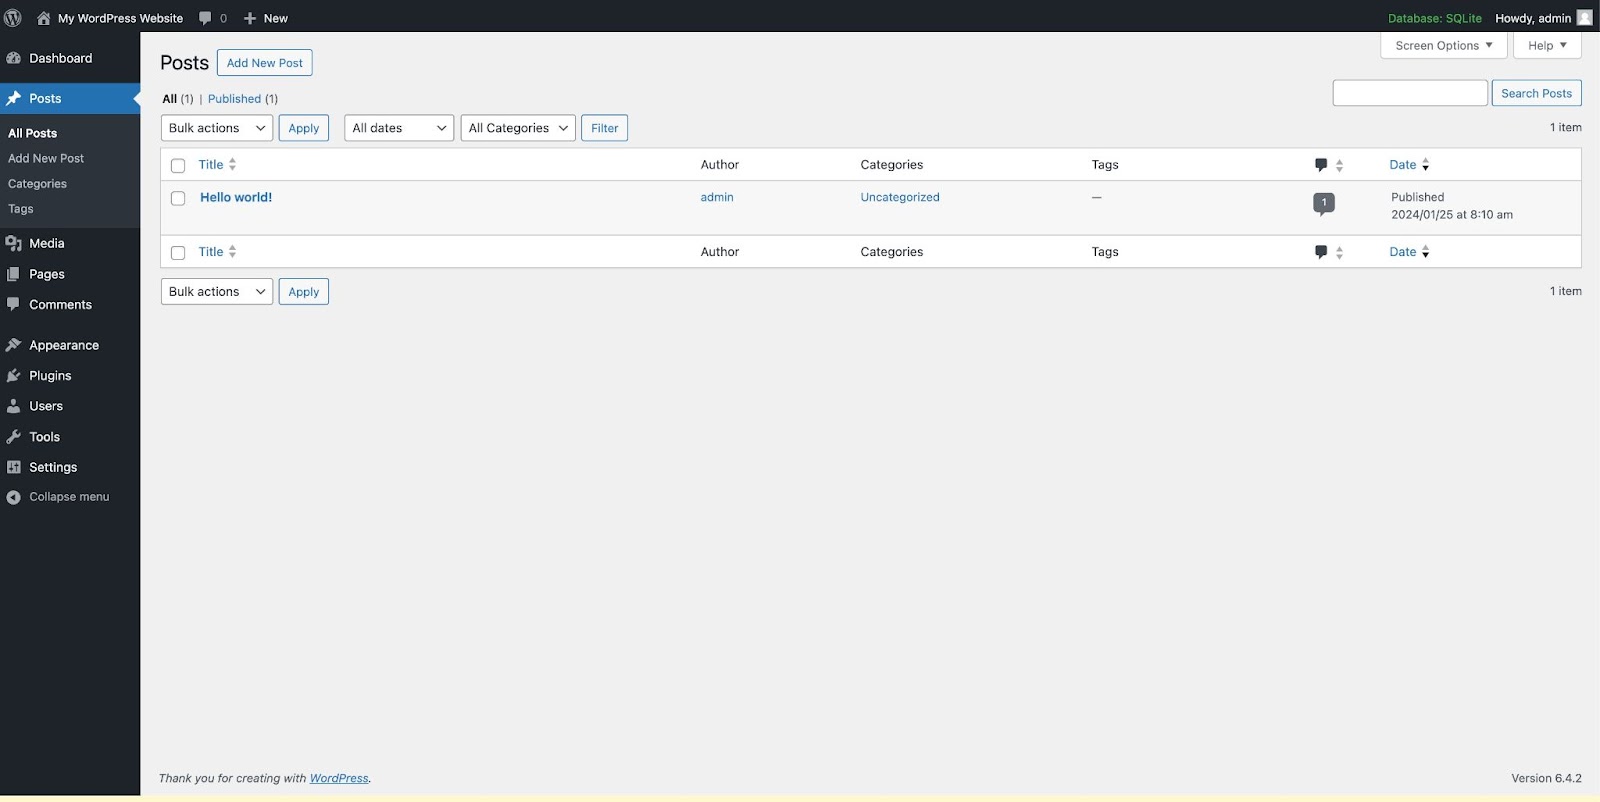 My WordPress Website 0 New Database: SQLite Howdy, admin
Dashboard
Posts
All Posts
Add New Post
Categories
Tags
Media
Pages
Comments
Appearance
Plugins
Users
Tools
Settings
Collapse menu
Screen Options Help
Posts Add New Post
All (1) | Published (1)
Search Posts
Bulk actions Apply All dates All Categories Filter 1 item
Title Author Categories Tags Date
Hello world! admin Uncategorized — 1 Published
2024/01/25 at 8:10 am
Title Author Categories Tags Date
Bulk actions Apply 1 item
Thank you for creating with WordPress. Version 6.4.2